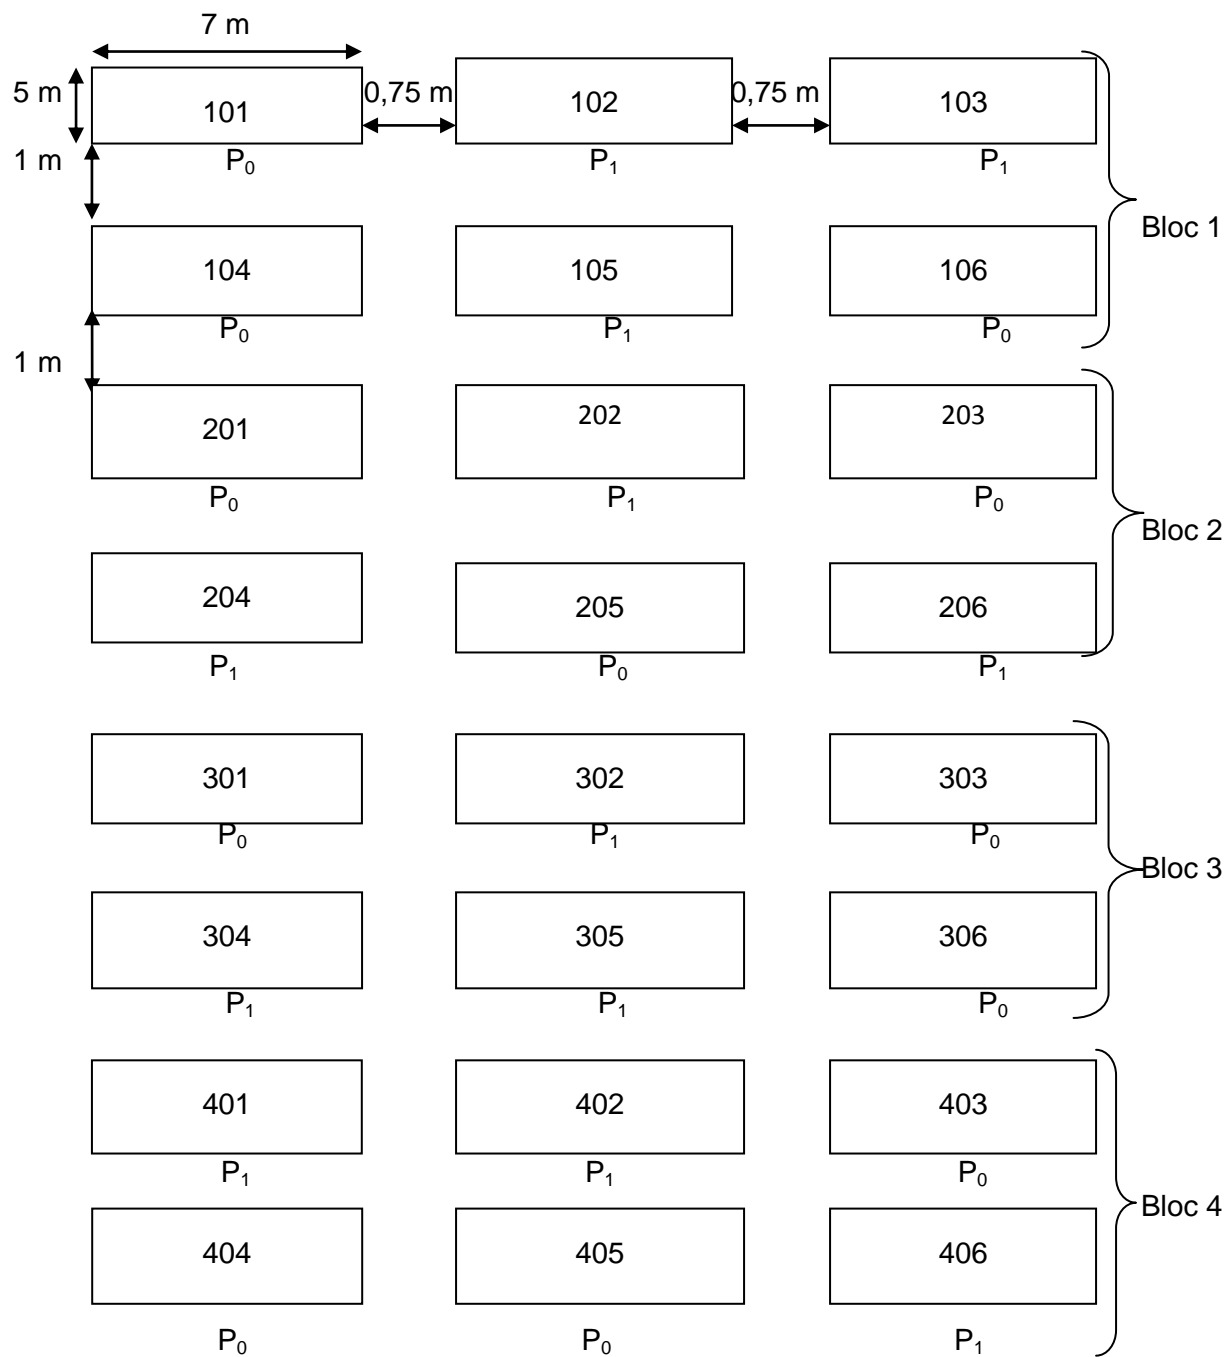 7 m
5 m 101 0,75 m 102 0,75 m 103
1 m P0 P1 P1
Bloc 1
104 105 106
P0 P1 P0
1 m
201 202 203
P0 P1 P0
Bloc 2
204 205 206
P1 P0 P1
301 302 303
P0 P1 P0
Bloc 3
304 305 306
P1 P1 P0
401 402 403
P1 P1 P0
Bloc 4
404 405 406
P0 P0 P1